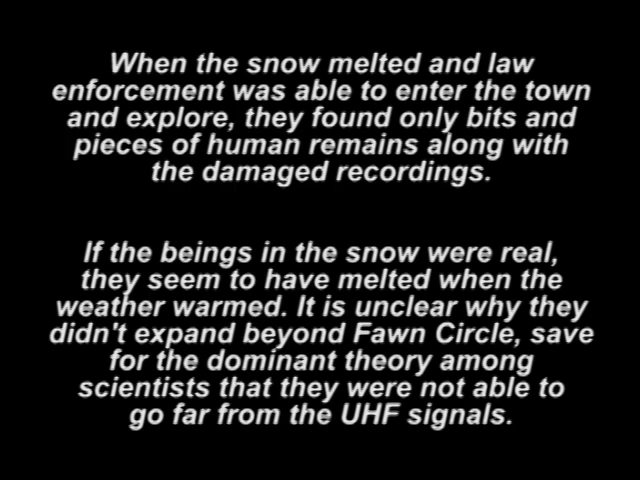 When the snow melted and law
enforcement was able to enter the town
and explore, they found only bits and
pieces of human remains along with
the damaged recordings.
If the beings in the snow were real,
they seem to have melted when the
weather warmed. It is unclear why they
didn't expand beyond Fawn Circle, save
for the dominant theory among
scientists that they were not able to
go far from the UHF signals.